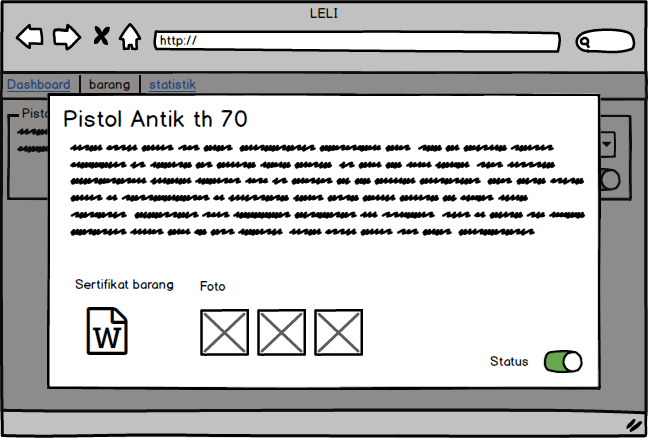 LELI
http://
Dashboard barang statistik
Pisto
Pistol Antik th 70
Sertifikat barang
Foto
W
Status